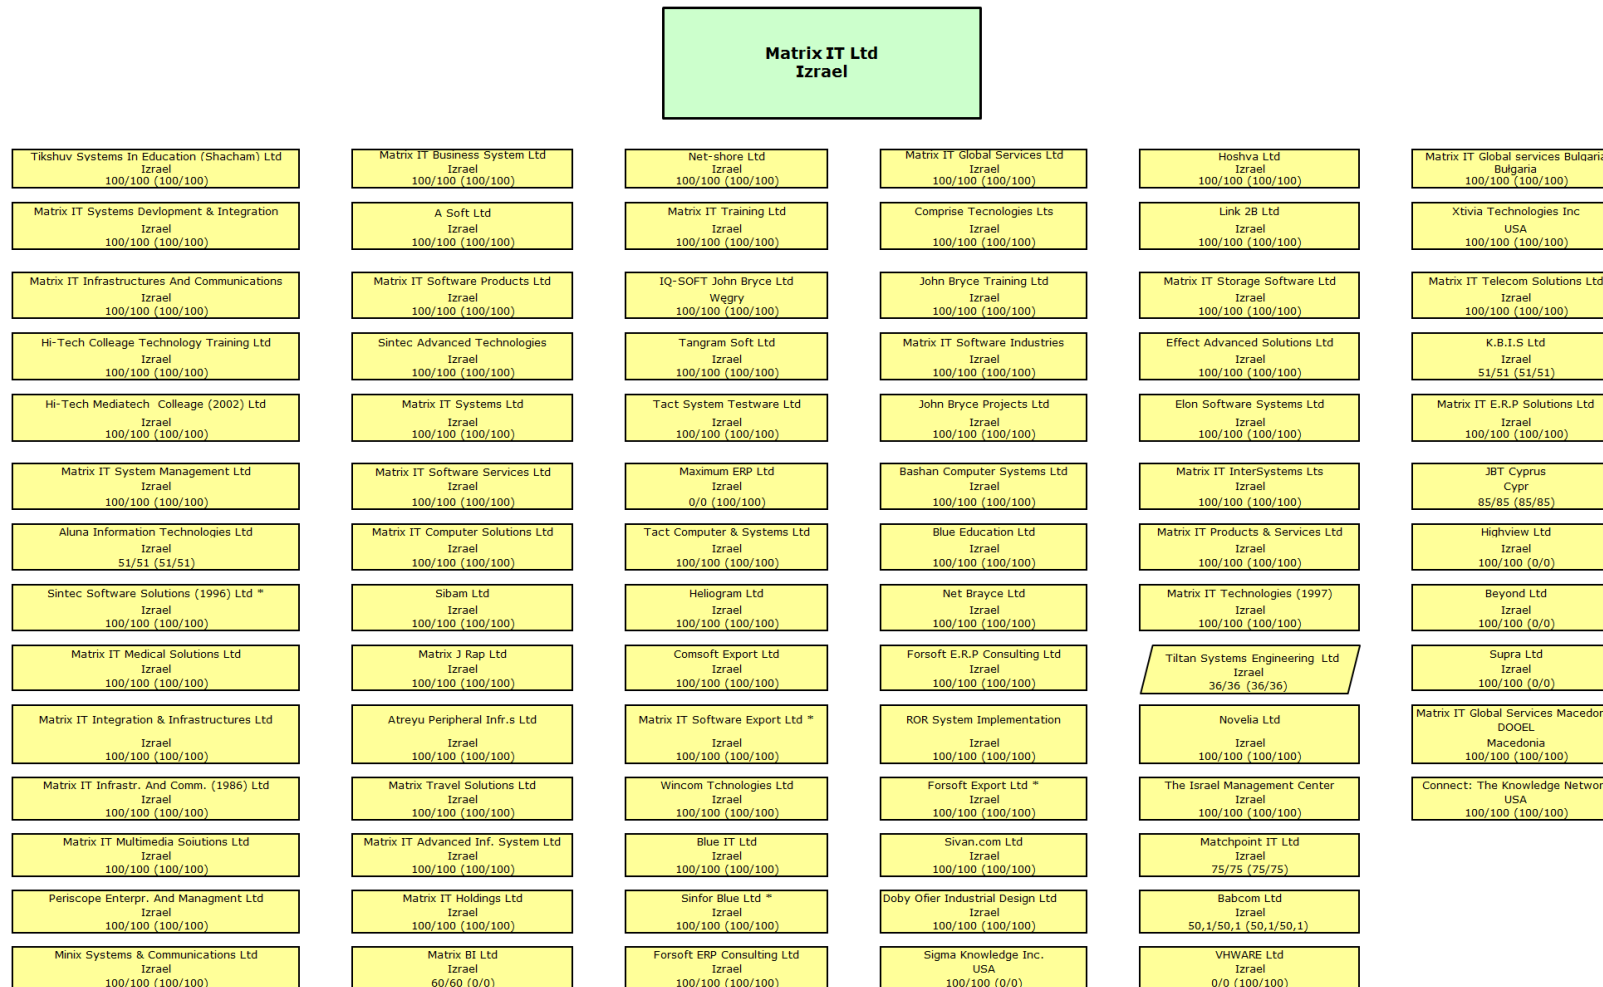 Matrix IT Ltd
Izrael
Tikshuv Systems In Education (Shacham) Ltd
Izrael
100/100 (100/100)
Matrix IT Business System Ltd
Izrael
100/100 (100/100)
Net-shore Ltd
Izrael
100/100 (100/100)
Matrix IT Global Services Ltd
Izrael
100/100 (100/100)
Hoshva Ltd
Izrael
100/100 (100/100)
Matrix IT Global services Bulgaria
Bułgaria
100/100 (100/100)
Matrix IT Systems Devlopment & Integration
Izrael
100/100 (100/100)
A Soft Ltd
Izrael
100/100 (100/100)
Matrix IT Training Ltd
Izrael
100/100 (100/100)
Comprise Tecnologies Lts
Izrael
100/100 (100/100)
Link 2B Ltd
Izrael
100/100 (100/100)
Xtivia Technologies Inc
USA
100/100 (100/100)
Matrix IT Infrastructures And Communications
Izrael
100/100 (100/100)
Matrix IT Software Products Ltd
Izrael
100/100 (100/100)
IQ-SOFT John Bryce Ltd
Węgry
100/100 (100/100)
John Bryce Training Ltd
Izrael
100/100 (100/100)
Matrix IT Storage Software Ltd
Izrael
100/100 (100/100)
Matrix IT Telecom Solutions Ltd
Izrael
100/100 (100/100)
Hi-Tech Colleage Technology Training Ltd
Izrael
100/100 (100/100)
Sintec Advanced Technologies
Izrael
100/100 (100/100)
Tangram Soft Ltd
Izrael
100/100 (100/100)
Matrix IT Software Industries
Izrael
100/100 (100/100)
Effect Advanced Solutions Ltd
Izrael
100/100 (100/100)
K.B.I.S Ltd
Izrael
51/51 (51/51)
Hi-Tech Mediatech Colleage (2002) Ltd
Izrael
100/100 (100/100)
Matrix IT Systems Ltd
Izrael
100/100 (100/100)
Tact System Testware Ltd
Izrael
100/100 (100/100)
John Bryce Projects Ltd
Izrael
100/100 (100/100)
Elon Software Systems Ltd
Izrael
100/100 (100/100)
Matrix IT E.R.P Solutions Ltd
Izrael
100/100 (100/100)
Matrix IT System Management Ltd
Izrael
100/100 (100/100)
Matrix IT Software Services Ltd
Izrael
100/100 (100/100)
Maximum ERP Ltd
Izrael
0/0 (100/100)
Bashan Computer Systems Ltd
Izrael
100/100 (100/100)
Matrix IT InterSystems Lts
Izrael
100/100 (100/100)
JBT Cyprus
Cypr
85/85 (85/85)
Aluna Information Technologies Ltd
Izrael
51/51 (51/51)
Matrix IT Computer Solutions Ltd
Izrael
100/100 (100/100)
Tact Computer & Systems Ltd
Izrael
100/100 (100/100)
Blue Education Ltd
Izrael
100/100 (100/100)
Matrix IT Products & Services Ltd
Izrael
100/100 (100/100)
Highview Ltd
Izrael
100/100 (0/0)
Sintec Software Solutions (1996) Ltd *
Izrael
100/100 (100/100)
Sibam Ltd
Izrael
100/100 (100/100)
Heliogram Ltd
Izrael
100/100 (100/100)
Net Brayce Ltd
Izrael
100/100 (100/100)
Matrix IT Technologies (1997)
Izrael
100/100 (100/100)
Beyond Ltd
Izrael
100/100 (0/0)
Matrix IT Medical Solutions Ltd
Izrael
100/100 (100/100)
Matrix J Rap Ltd
Izrael
100/100 (100/100)
Comsoft Export Ltd
Izrael
100/100 (100/100)
Forsoft E.R.P Consulting Ltd
Izrael
100/100 (100/100)
Tiltan Systems Engineering Ltd
Izrael
36/36 (36/36)
Supra Ltd
Izrael
100/100 (0/0)
Matrix IT Integration & Infrastructures Ltd
Izrael
100/100 (100/100)
Atreyu Peripheral Infr.s Ltd
Izrael
100/100 (100/100)
Matrix IT Software Export Ltd *
Izrael
100/100 (100/100)
ROR System Implementation
Izrael
100/100 (100/100)
Novelia Ltd
Izrael
100/100 (100/100)
Matrix IT Global Services Macedon
DOOEL
Macedonia
100/100 (100/100)
Matrix IT Infrastr. And Comm. (1986) Ltd
Izrael
100/100 (100/100)
Matrix Travel Solutions Ltd
Izrael
100/100 (100/100)
Wincom Tchnologies Ltd
Izrael
100/100 (100/100)
Forsoft Export Ltd *
Izrael
100/100 (100/100)
The Israel Management Center
Izrael
100/100 (100/100)
Connect: The Knowledge Networ
USA
100/100 (100/100)
Matrix IT Multimedia Soiutions Ltd
Izrael
100/100 (100/100)
Matrix IT Advanced Inf. System Ltd
Izrael
100/100 (100/100)
Blue IT Ltd
Izrael
100/100 (100/100)
Sivan.com Ltd
Izrael
100/100 (100/100)
Matchpoint IT Ltd
Izrael
75/75 (75/75)
Periscope Enterpr. And Managment Ltd
Izrael
100/100 (100/100)
Matrix IT Holdings Ltd
Izrael
100/100 (100/100)
Sinfor Blue Ltd *
Izrael
100/100 (100/100)
Doby Ofier Industrial Design Ltd
Izrael
100/100 (100/100)
Babcom Ltd
Izrael
50,1/50,1 (50,1/50,1)
Minix Systems & Communications Ltd
Izrael
100/100 (100/100)
Matrix BI Ltd
Izrael
60/60 (0/0)
Forsoft ERP Consulting Ltd
Izrael
100/100 (100/100)
Sigma Knowledge Inc.
USA
100/100 (0/0)
VHWARE Ltd
Izrael
0/0 (100/100)